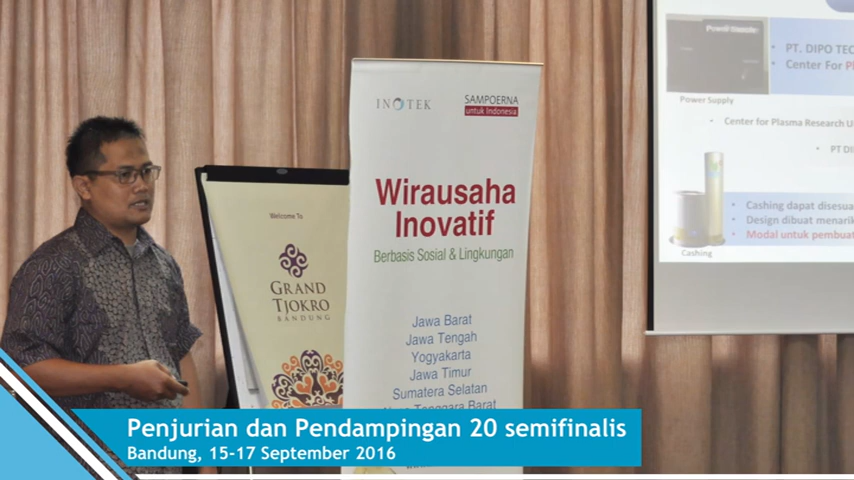 PT. DIPO TEC
Center For Pl
Power Supply
Center for Plasma Research U
PT DI
Cashing dapat disesua
Design dibuat menarik
Modal untuk pembuat
Cashing
INOTEK
SAMPOERNA
untuk Indonesia
Wirausaha
Inovatif
Berbasis Sosial & Lingkungan
Jawa Barat
Jawa Tengah
Yogyakarta
Jawa Timur
Sumatera Selatan
Welcome To
GRAND
TJOKRO
BANDUNG
Penjurian dan Pendampingan 20 semifinalis
Bandung, 15-17 September 2016